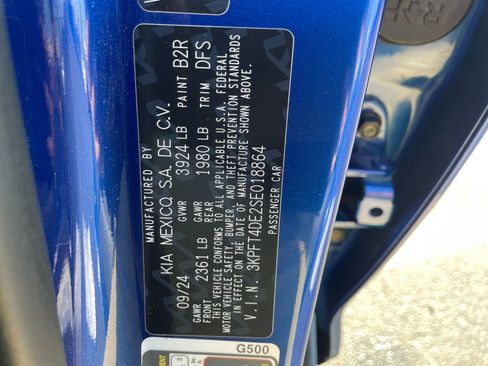 MANUFACTURED BY
KIA MEXICO, S.A. DE C.V.
09/24 GVWR 3924 LB PAINT B2R
GAWR FRONT 2361 LB GAWR REAR 1980 LB TRIM DFS
THIS VEHICLE CONFORMS TO ALL APPLICABLE U.S.A. FEDERAL
MOTOR VEHICLE SAFETY, BUMPER, AND THEFT PREVENTION STANDARDS
IN EFFECT ON THE DATE OF MANUFACTURE SHOWN ABOVE.
V.I.N. 3KPFT4DE2SE018864
PASSENGER CAR
G500